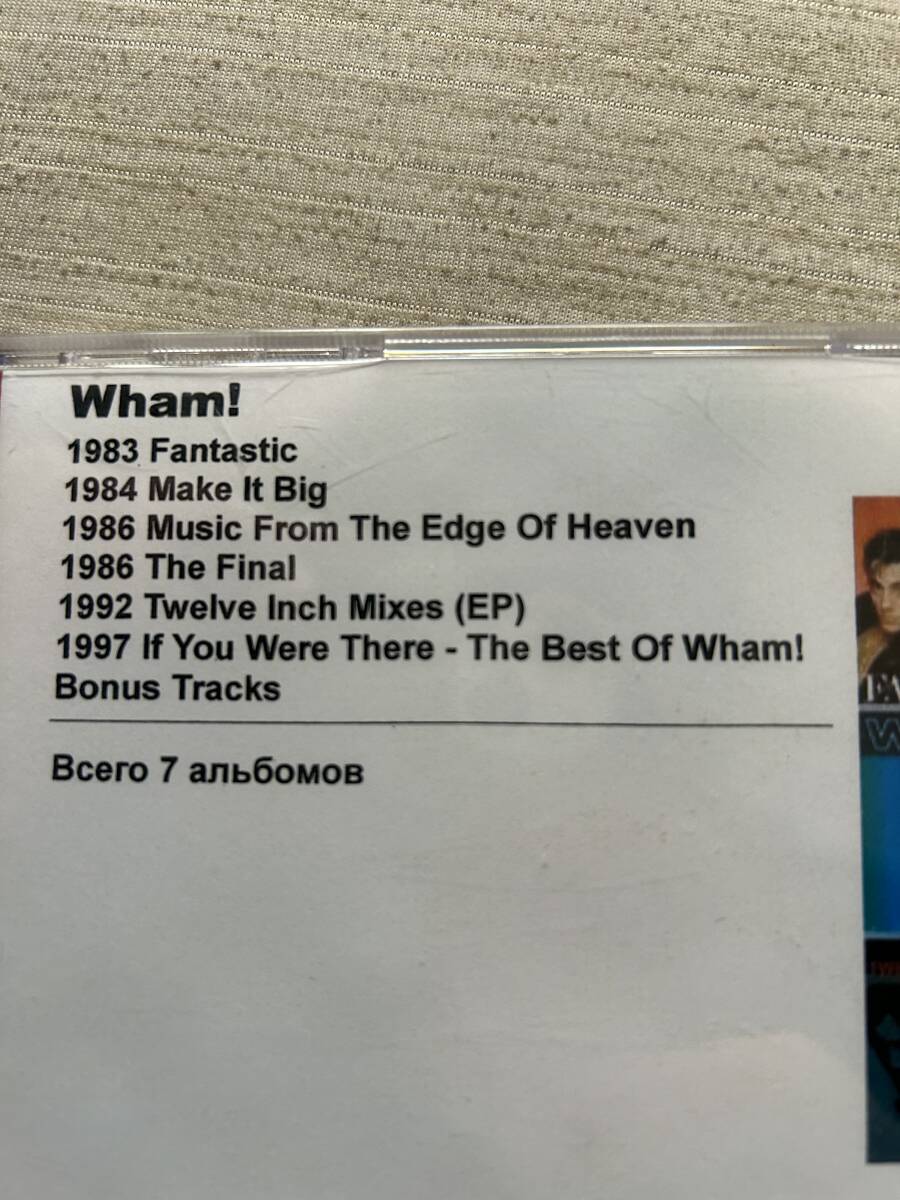 Wham!
1983 Fantastic
1984 Make It Big
1986 Music From The Edge Of Heaven
1986 The Final
1992 Twelve Inch Mixes (EP)
1997 If You Were There - The Best Of Wham!
Bonus Tracks
Всего 7 альбомов